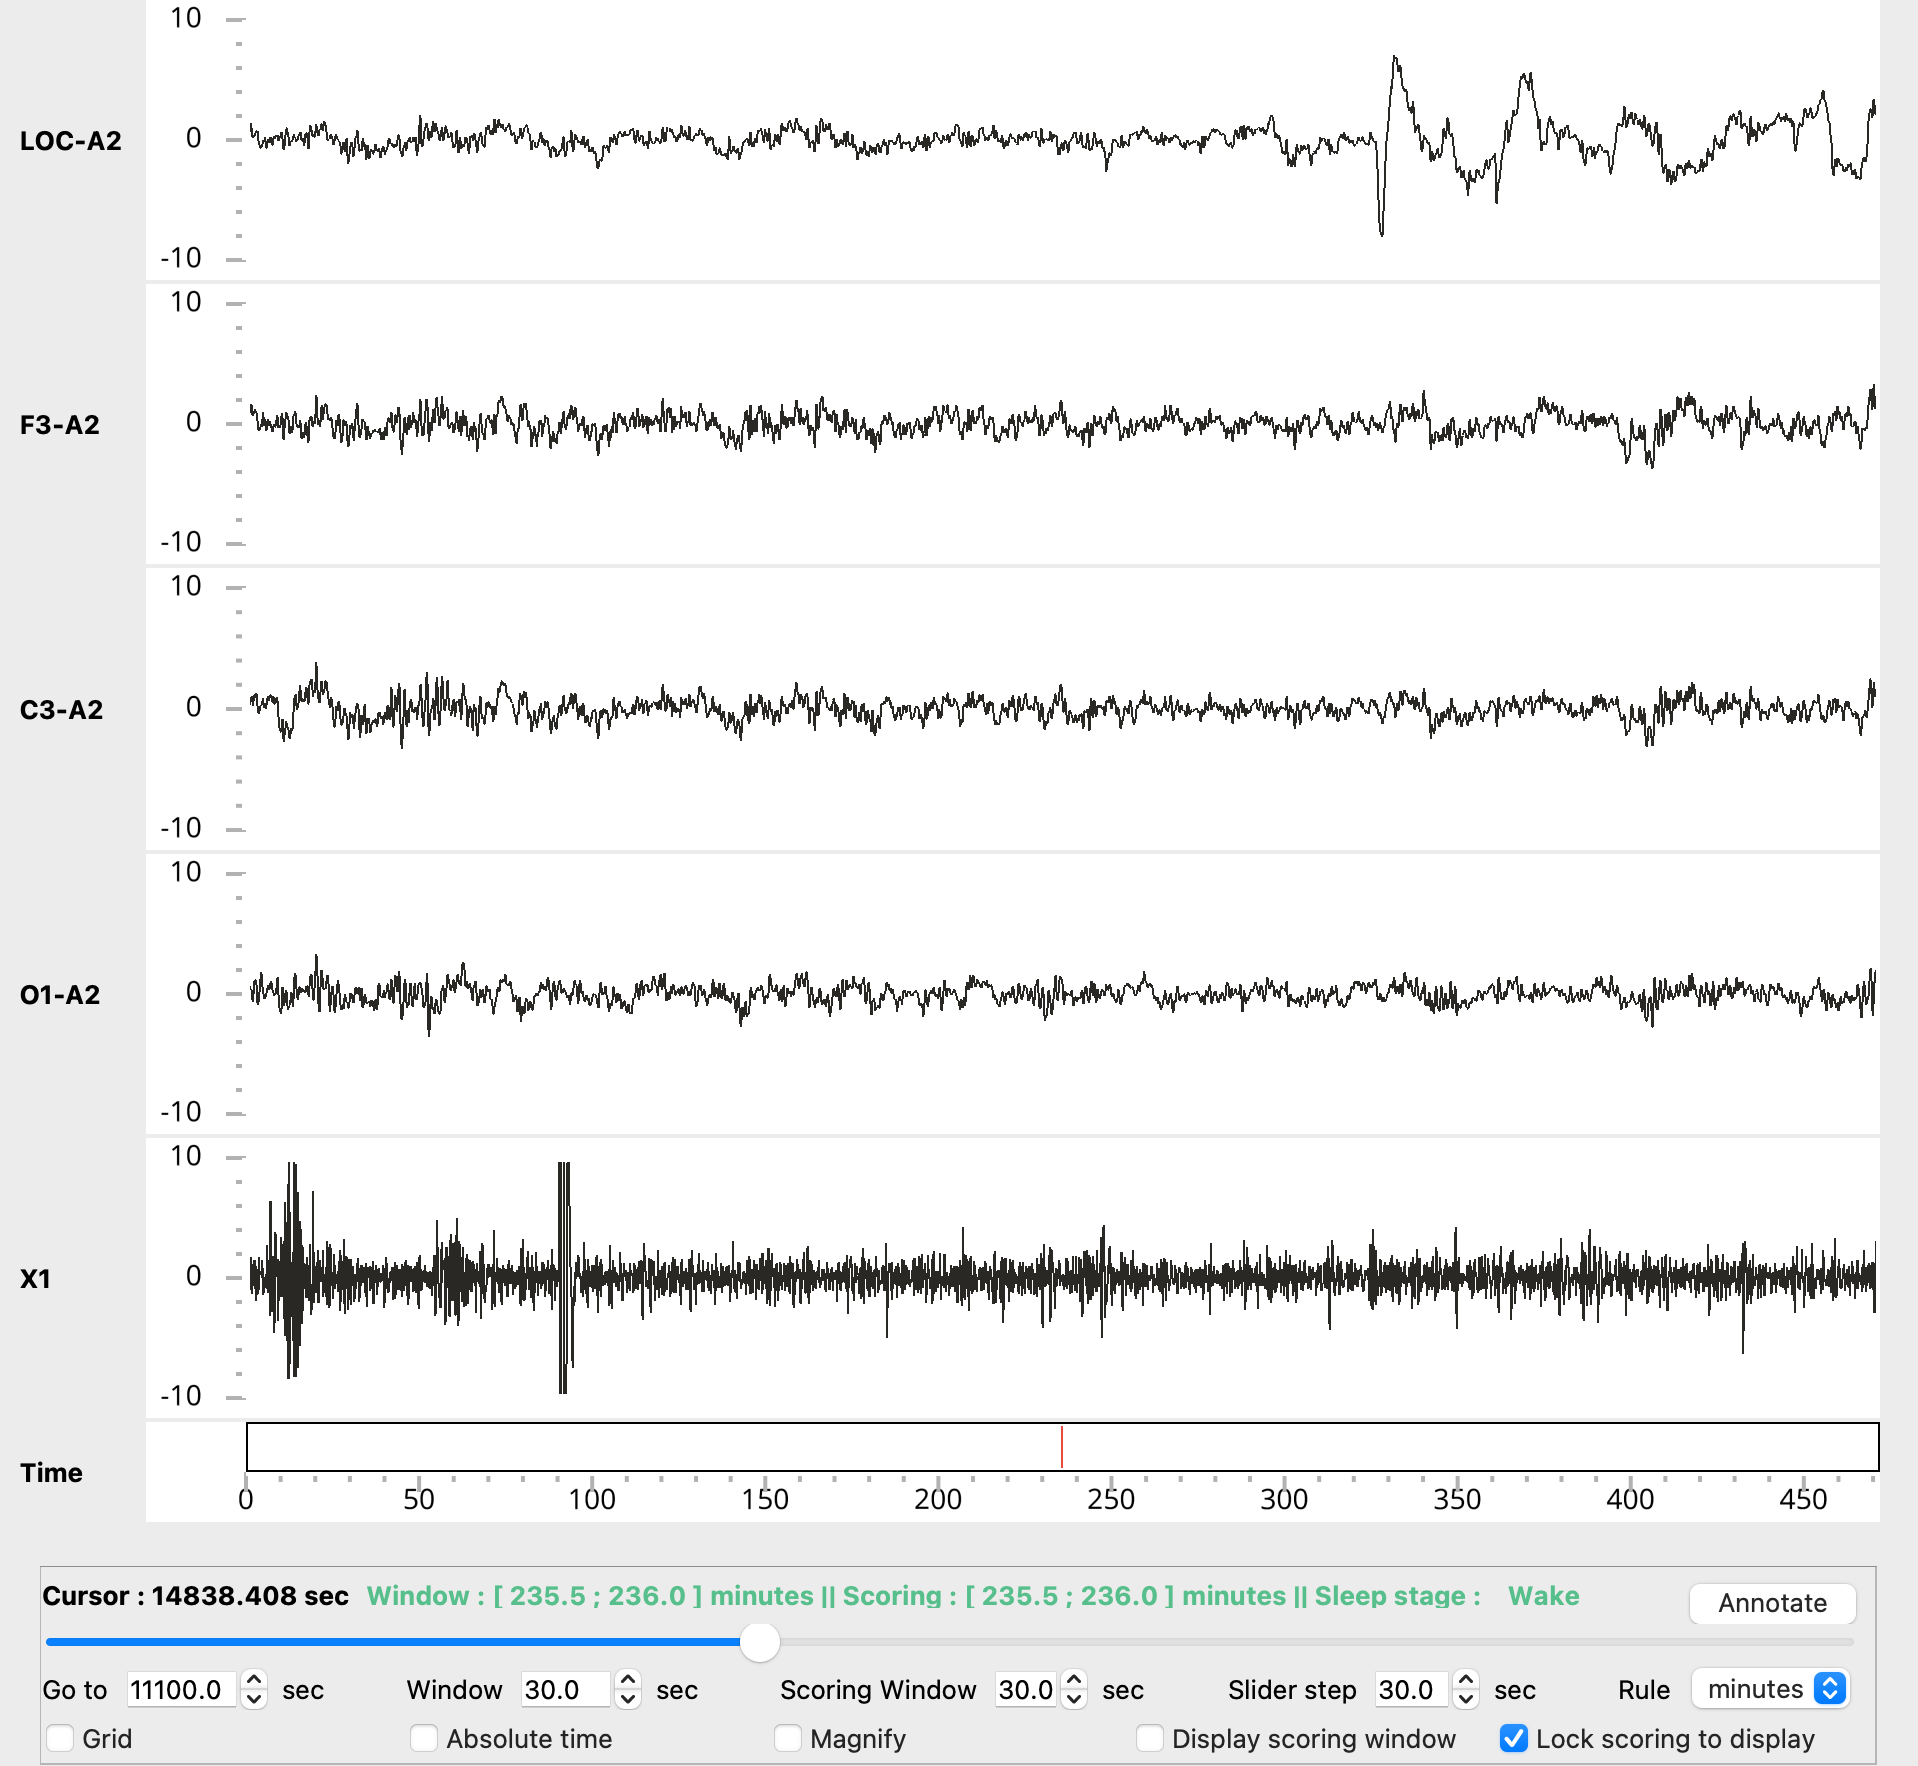 10
LOC-A2 0
-10
10
F3-A2 0
-10
10
C3-A2 0
-10
10
O1-A2 0
-10
10
X1 0
-10
Time
0 50 100 150 200 250 300 350 400 450
Cursor : 14838.408 sec Window : [ 235.5 ; 236.0 ] minutes || Scoring : [ 235.5 ; 236.0 ] minutes || Sleep stage : Wake Annotate
Go to 11100.0 sec Window 30.0 sec Scoring Window 30.0 sec Slider step 30.0 sec Rule minutes
Grid Absolute time Magnify Display scoring window Lock scoring to display